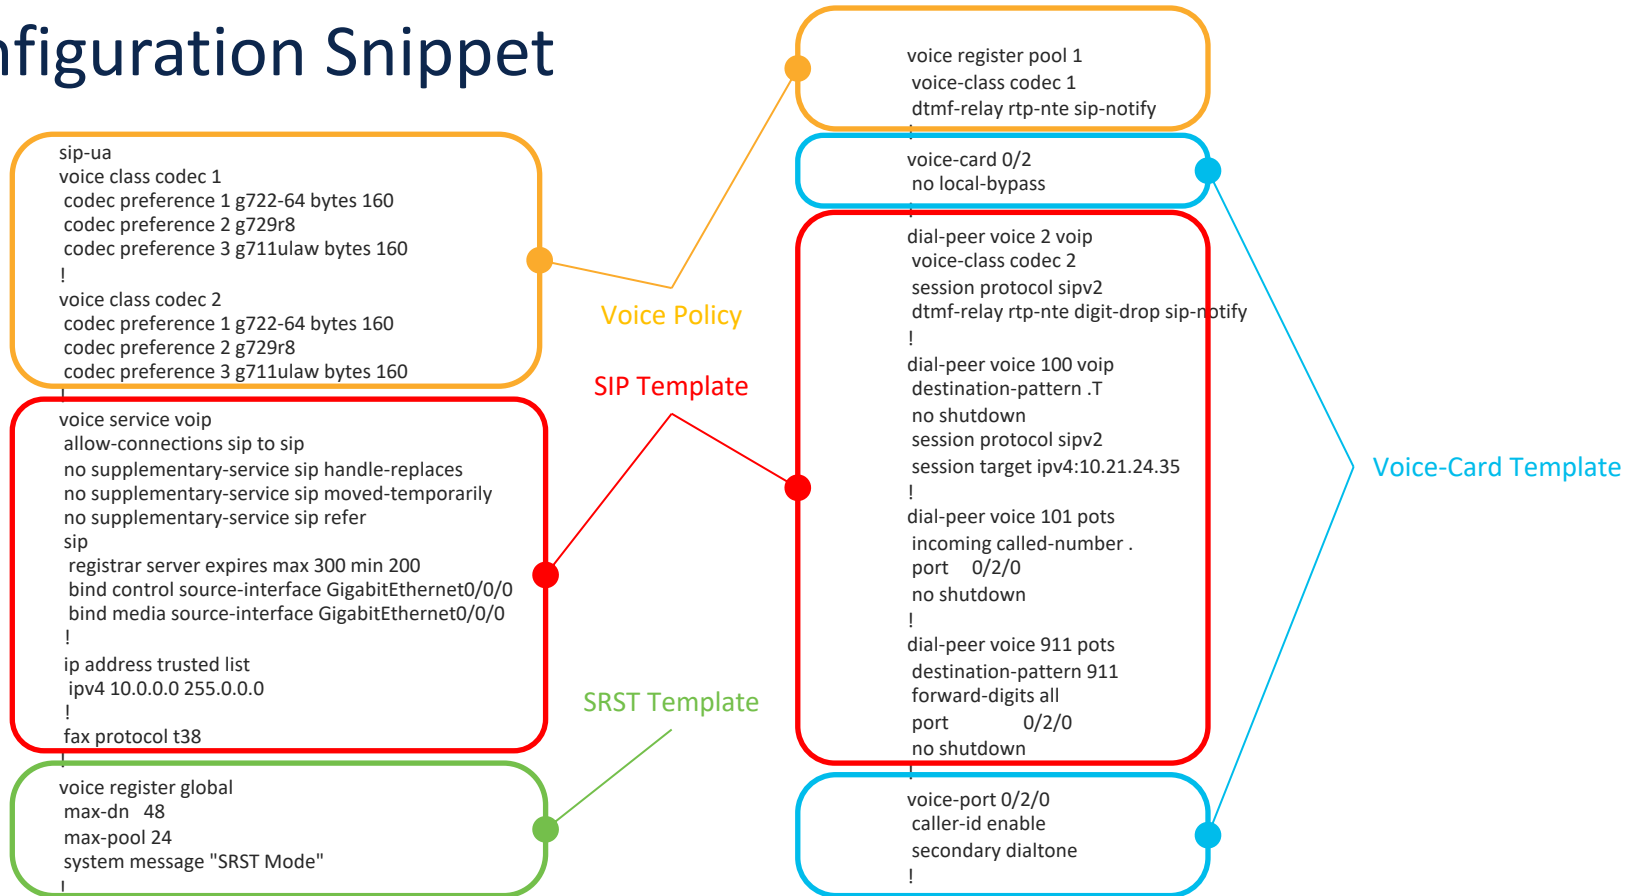 nfiguration Snippet
sip-ua
voice class codec 1
codec preference 1 g722-64 bytes 160
codec preference 2 g729r8
codec preference 3 g711ulaw bytes 160
!
voice class codec 2
codec preference 1 g722-64 bytes 160
codec preference 2 g729r8
codec preference 3 g711ulaw bytes 160
!
voice service voip
allow-connections sip to sip
no supplementary-service sip handle-replaces
no supplementary-service sip moved-temporarily
no supplementary-service sip refer
sip
registrar server expires max 300 min 200
bind control source-interface GigabitEthernet0/0/0
bind media source-interface GigabitEthernet0/0/0
!
ip address trusted list
ipv4 10.0.0.0 255.0.0.0
!
fax protocol t38
!
voice register global
max-dn 48
max-pool 24
system message "SRST Mode"
!
Voice Policy
SIP Template
SRST Template
voice register pool 1
voice-class codec 1
dtmf-relay rtp-nte sip-notify
!
voice-card 0/2
no local-bypass
!
dial-peer voice 2 voip
voice-class codec 2
session protocol sipv2
dtmf-relay rtp-nte digit-drop sip-notify
!
dial-peer voice 100 voip
destination-pattern .T
no shutdown
session protocol sipv2
session target ipv4:10.21.24.35
!
dial-peer voice 101 pots
incoming called-number .
port 0/2/0
no shutdown
!
dial-peer voice 911 pots
destination-pattern 911
forward-digits all
port 0/2/0
no shutdown
!
voice-port 0/2/0
caller-id enable
secondary dialtone
!
Voice-Card Template